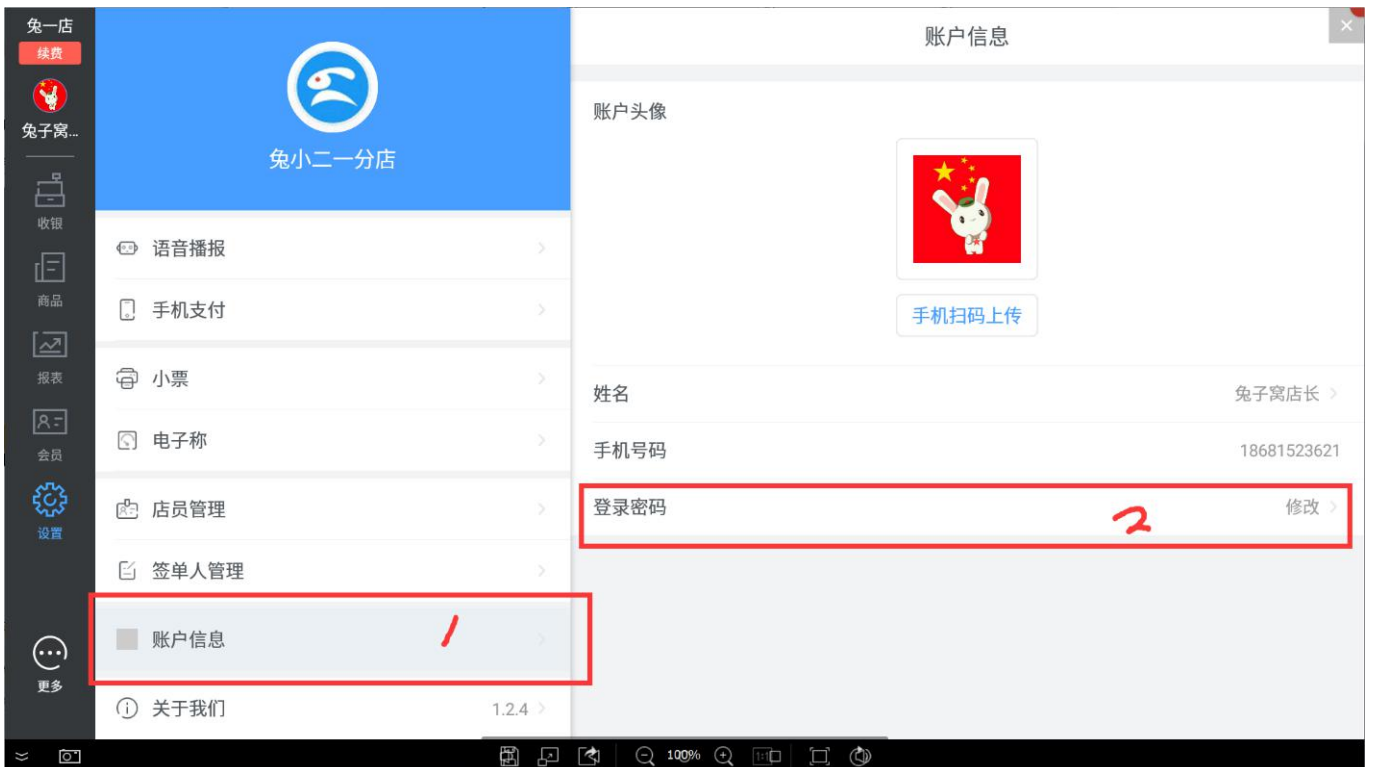 兔一店
续费
兔子窝...
收银
商品
报表
会员
设置
更多
兔小二一分店
语音播报
手机支付
小票
电子称
店员管理
签单人管理
账户信息
1
关于我们
1.2.4
账户信息
账户头像
手机扫码上传
姓名
兔子窝店长
手机号码
18681523621
登录密码
2
修改
100%
1:1